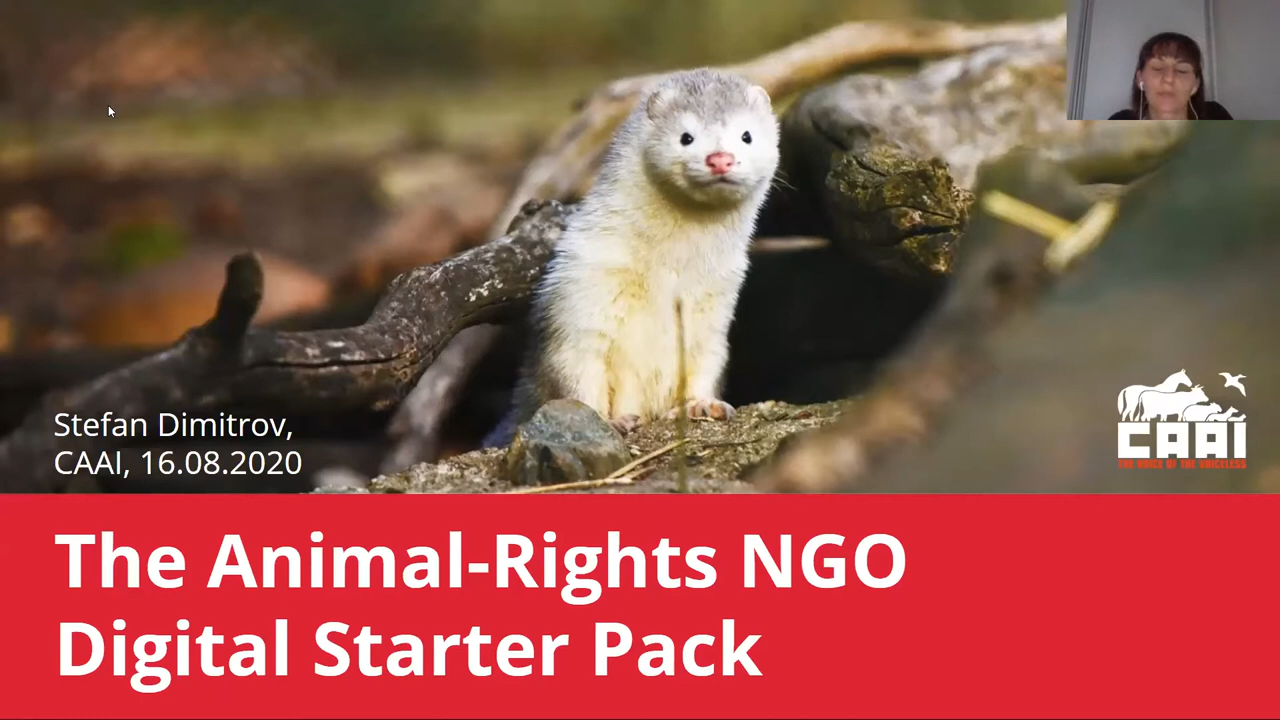 Stefan Dimitrov,
CAAI, 16.08.2020
CAAI
THE VOICE OF THE VOICELESS
The Animal-Rights NGO
Digital Starter Pack